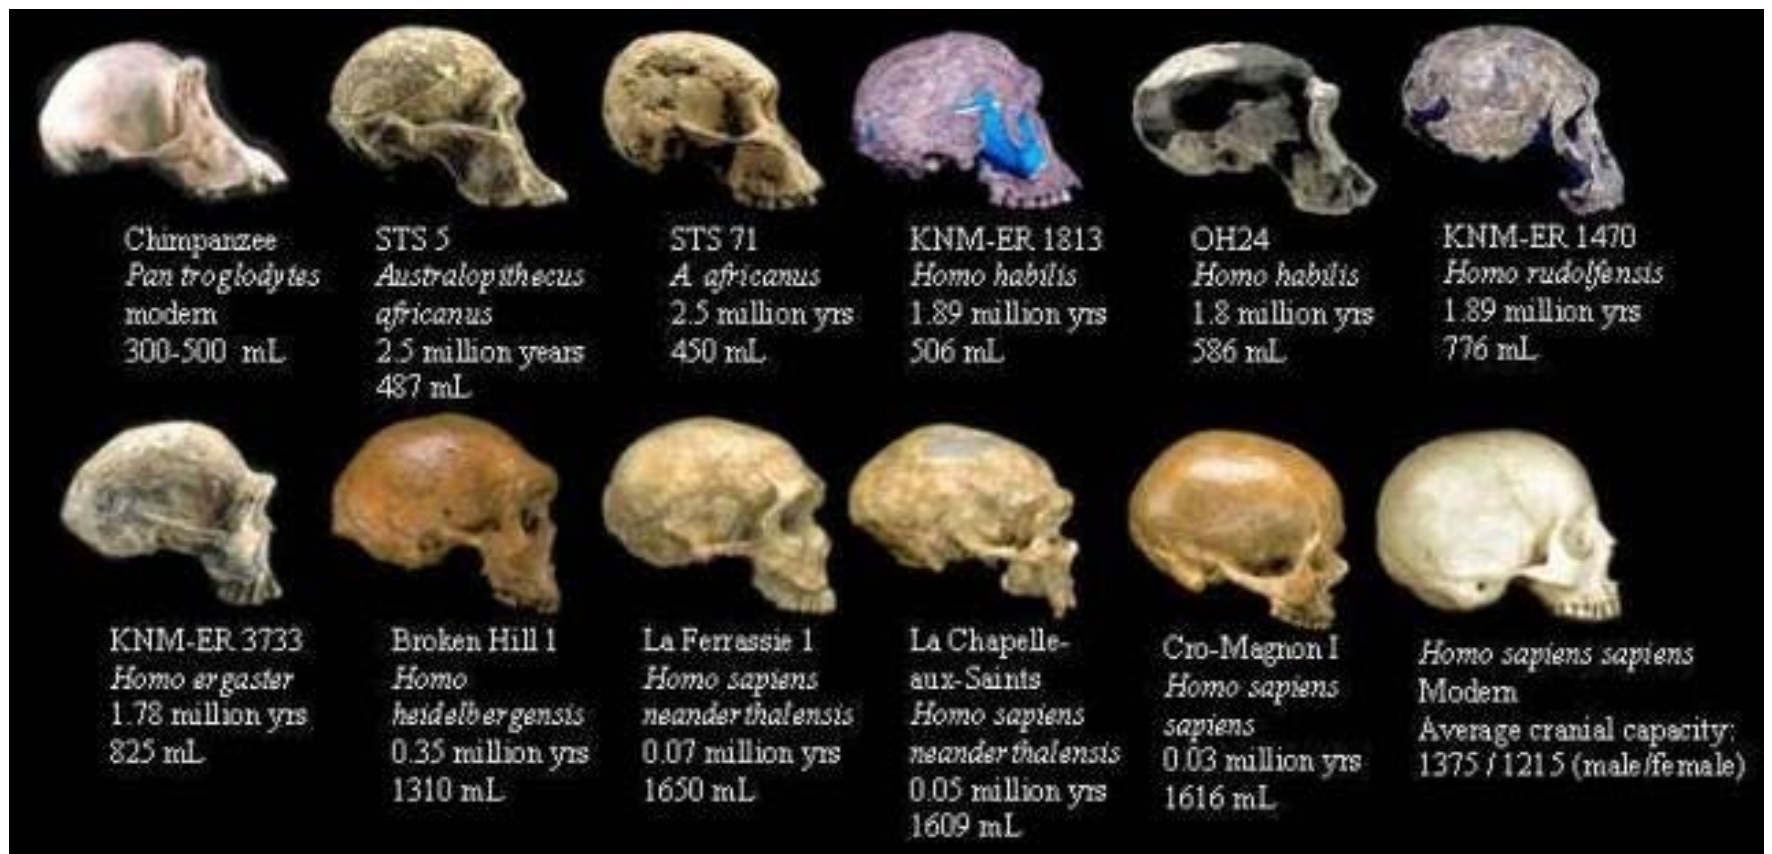 Chimpanzee
Pan troglodytes
modern
300-500 mL
STS 5
Australopithecus
africanus
2.5 million years
487 mL
STS 71
A africanus
2.5 million yrs
450 mL
KNM-ER 1813
Homo habilis
1.89 million yrs
506 mL
OH24
Homo habilis
1.8 million yrs
586 mL
KNM-ER 1470
Homo rudolfensis
1.89 million yrs
776 mL
KNM-ER 3733
Homo ergaster
1.78 million yrs
825 mL
Broken Hill 1
Homo
heidelbergensis
0.35 million yrs
1310 mL
La Ferrassie 1
Homo sapiens
neanderthalensis
0.07 million yrs
1650 mL
La Chapelle-
aux-Saints
Homo sapiens
neanderthalensis
0.05 million yrs
1609 mL
Cro-Magnon I
Homo sapiens
sapiens
0.03 million yrs
1616 mL
Homo sapiens sapiens
Modern
Average cranial capacity:
1375 / 1215 (male/female)